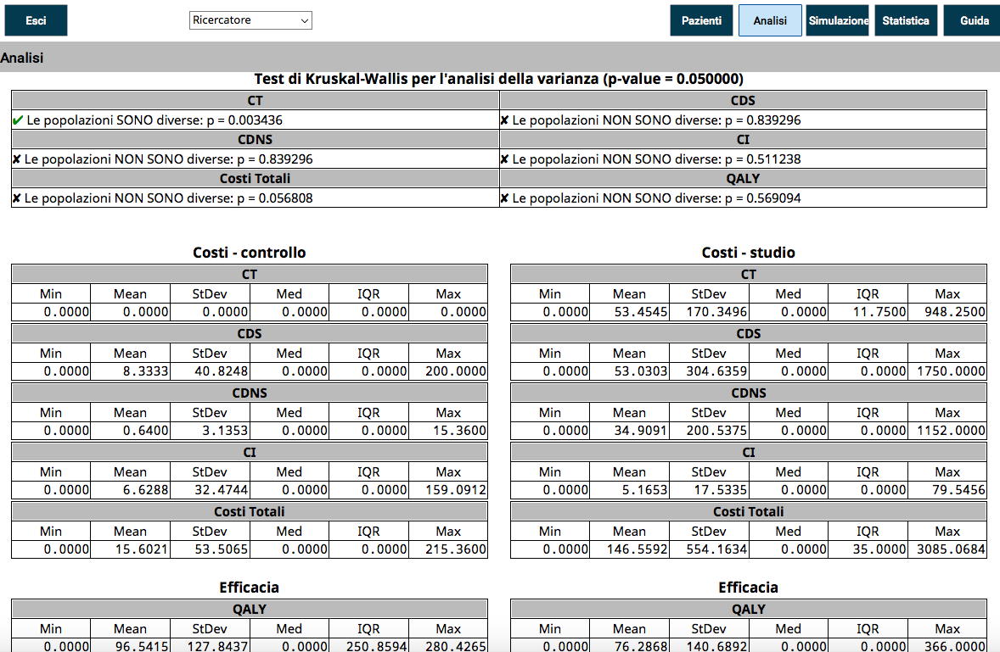 Esci Ricercatore Pazienti Analisi Simulazione Statistica Guida
Analisi
Test di Kruskal-Wallis per l'analisi della varianza (p-value = 0.050000)
CT CDS
✔ Le popolazioni SONO diverse: p = 0.003436 ✘ Le popolazioni NON SONO diverse: p = 0.839296
CDNS CI
✘ Le popolazioni NON SONO diverse: p = 0.839296 ✘ Le popolazioni NON SONO diverse: p = 0.511238
Costi Totali QALY
✘ Le popolazioni NON SONO diverse: p = 0.056808 ✘ Le popolazioni NON SONO diverse: p = 0.569094
Costi - controllo Costi - studio
CT CT
Min Mean StDev Med IQR Max Min Mean StDev Med IQR Max
0.0000 0.0000 0.0000 0.0000 0.0000 0.0000 0.0000 53.4545 170.3496 0.0000 11.7500 948.2500
CDS CDS
Min Mean StDev Med IQR Max Min Mean StDev Med IQR Max
0.0000 8.3333 40.8248 0.0000 0.0000 200.0000 0.0000 53.0303 304.6359 0.0000 0.0000 1750.0000
CDNS CDNS
Min Mean StDev Med IQR Max Min Mean StDev Med IQR Max
0.0000 0.6400 3.1353 0.0000 0.0000 15.3600 0.0000 34.9091 200.5375 0.0000 0.0000 1152.0000
CI CI
Min Mean StDev Med IQR Max Min Mean StDev Med IQR Max
0.0000 6.6288 32.4744 0.0000 0.0000 159.0912 0.0000 5.1653 17.5335 0.0000 0.0000 79.5456
Costi Totali Costi Totali
Min Mean StDev Med IQR Max Min Mean StDev Med IQR Max
0.0000 15.6021 53.5065 0.0000 0.0000 215.3600 0.0000 146.5592 554.1634 0.0000 35.0000 3085.0684
Efficacia Efficacia
QALY QALY
Min Mean StDev Med IQR Max Min Mean StDev Med IQR Max
0.0000 96.5415 127.8437 0.0000 250.8594 280.4265 0.0000 76.2868 140.6892 0.0000 0.0000 366.0000